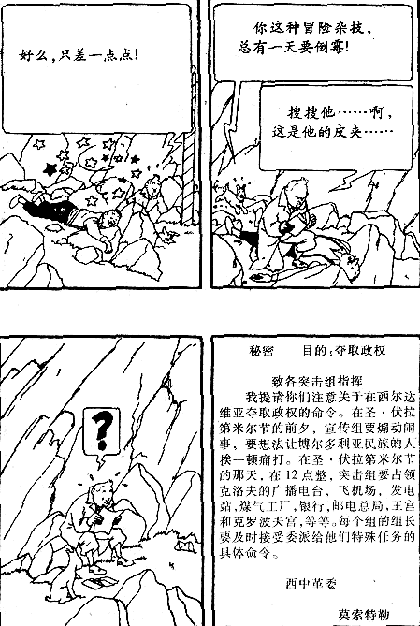 好么,只差一点点!
你这种冒险杂技,
总有一天要倒霉!
搜搜他……啊,
这是他的皮夹……
?
秘密 目的:夺取政权
致各突击组指挥
我提请你们注意关于在西尔达
维亚夺取政权的命令。在圣·伏拉
第米尔节的前夕,宣传组要煽动闹
事,要想法让博尔多利亚民族的人
挨一顿痛打。在圣·伏拉第米尔节
的那天,在12点整,突击组要占领
克洛夫的广播电台、飞机场、发电
站,煤气工厂,银行,邮电总局,王宫
和克罗波夫宫,等等。每个组的组长
要及时接受委派给他们特殊任务的
具体命令。
西中革委
莫索特勒